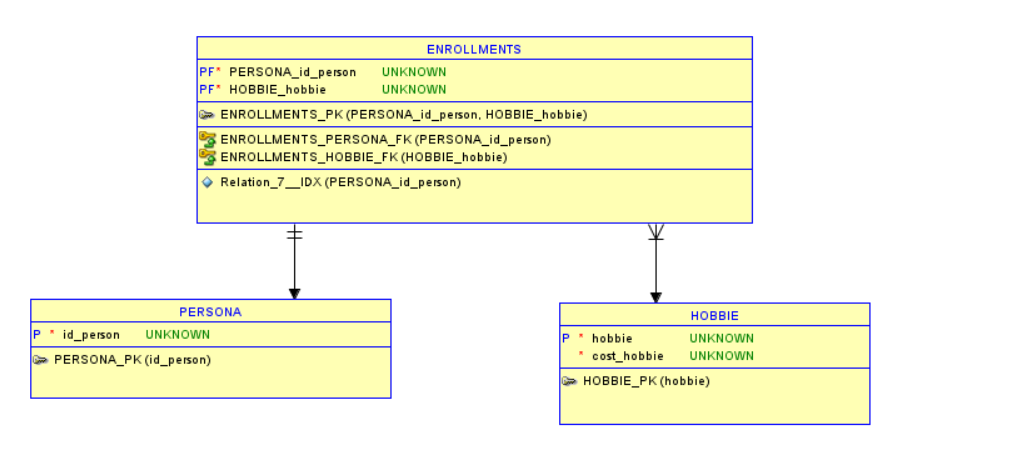 ENROLLMENTS
PF* PERSONA_id_person UNKNOWN
PF* HOBBIE_hobbie UNKNOWN
ENROLLMENTS_PK (PERSONA_id_person, HOBBIE_hobbie)
ENROLLMENTS_PERSONA_FK (PERSONA_id_person)
ENROLLMENTS_HOBBIE_FK (HOBBIE_hobbie)
Relation_7__IDX (PERSONA_id_person)
PERSONA
P * id_person UNKNOWN
PERSONA_PK (id_person)
HOBBIE
P * hobbie UNKNOWN
* cost_hobbie UNKNOWN
HOBBIE_PK (hobbie)